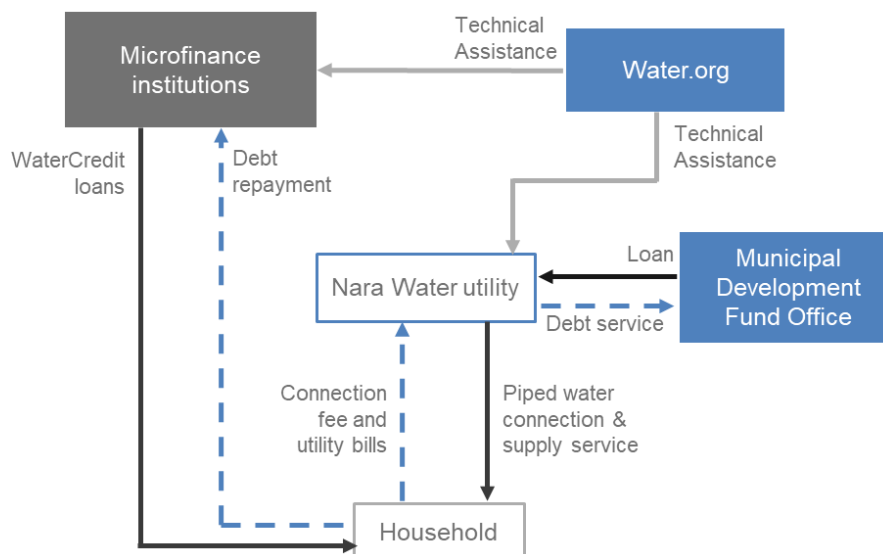 Technical
Assistance
Microfinance
institutions
Water.org
WaterCredit
loans
Debt
repayment
Technical
Assistance
Loan
Municipal
Development
Fund Office
Nara Water utility
Debt service
Connection
fee and
utility bills
Piped water
connection &
supply service
Household